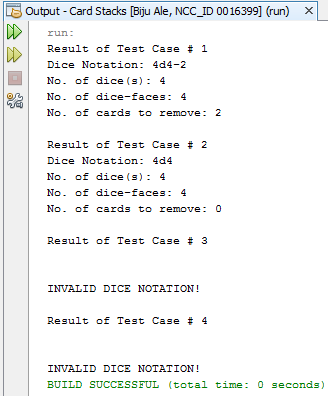 Output - Card Stacks [Biju Ale, NCC_ID 0016399] (run)
run:
Result of Test Case # 1
Dice Notation: 4d4-2
No. of dice(s): 4
No. of dice-faces: 4
No. of cards to remove: 2
Result of Test Case # 2
Dice Notation: 4d4
No. of dice(s): 4
No. of dice-faces: 4
No. of cards to remove: 0
Result of Test Case # 3
INVALID DICE NOTATION!
Result of Test Case # 4
INVALID DICE NOTATION!
BUILD SUCCESSFUL (total time: 0 seconds)